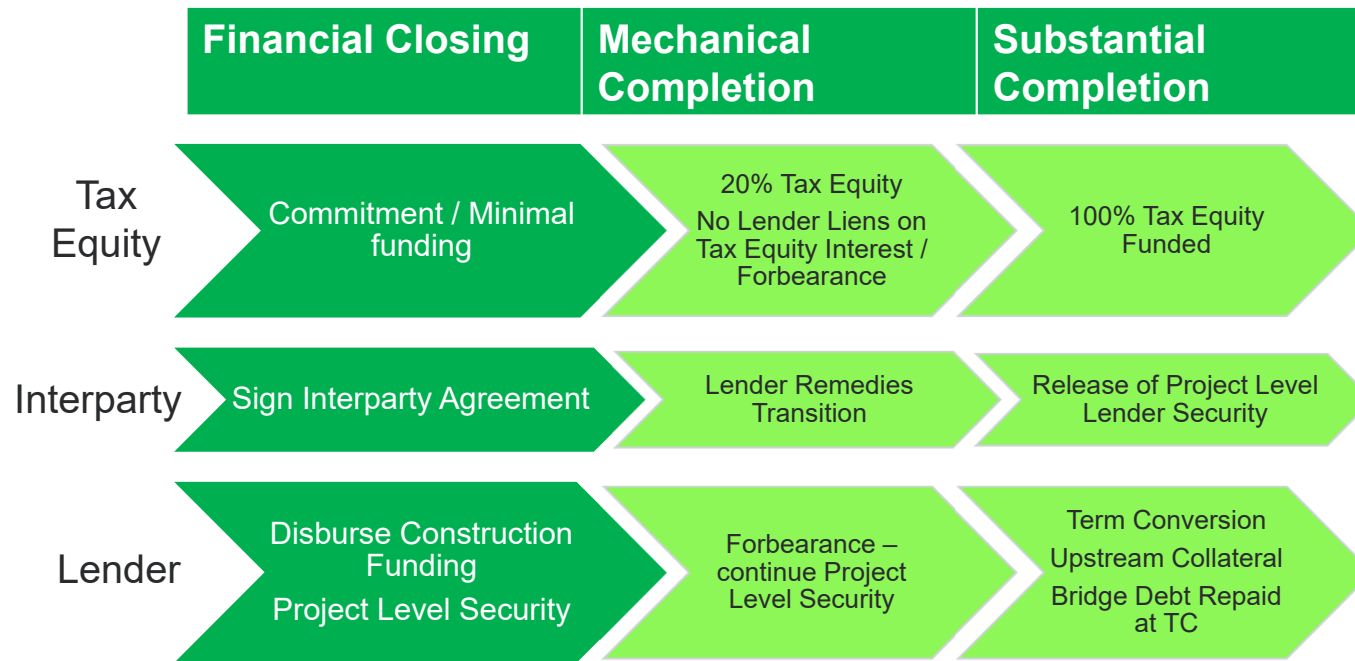 Financial Closing
Mechanical
Completion
Substantial
Completion
Tax
Equity
Commitment / Minimal
funding
20% Tax Equity
No Lender Liens on
Tax Equity Interest /
Forbearance
100% Tax Equity
Funded
Interparty
Sign Interparty Agreement
Lender Remedies
Transition
Release of Project Level
Lender Security
Lender
Disburse Construction
Funding
Project Level Security
Forbearance –
continue Project
Level Security
Term Conversion
Upstream Collateral
Bridge Debt Repaid
at TC